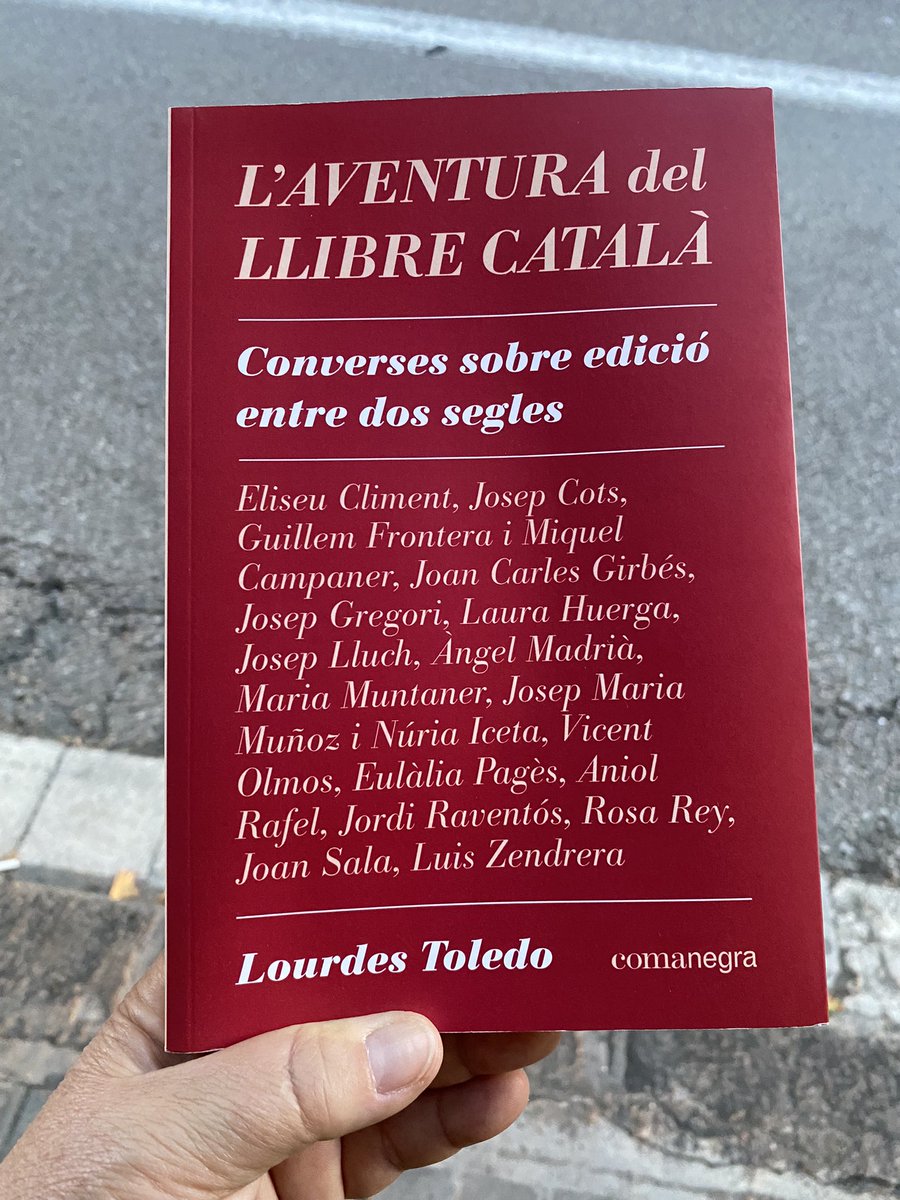 L'AVENTURA del
LLIBRE CATALÀ
Converses sobre edició
entre dos segles
Eliseu Climent, Josep Cots,
Guillem Frontera i Miquel
Campaner, Joan Carles Girbés,
Josep Gregori, Laura Huerga,
Josep Lluch, Àngel Madrià,
Maria Muntaner, Josep Maria
Muñoz i Núria Iceta, Vicent
Olmos, Eulàlia Pagès, Aniol
Rafel, Jordi Raventós, Rosa Rey,
Joan Sala, Luis Zendrera
Lourdes Toledo
comanegra